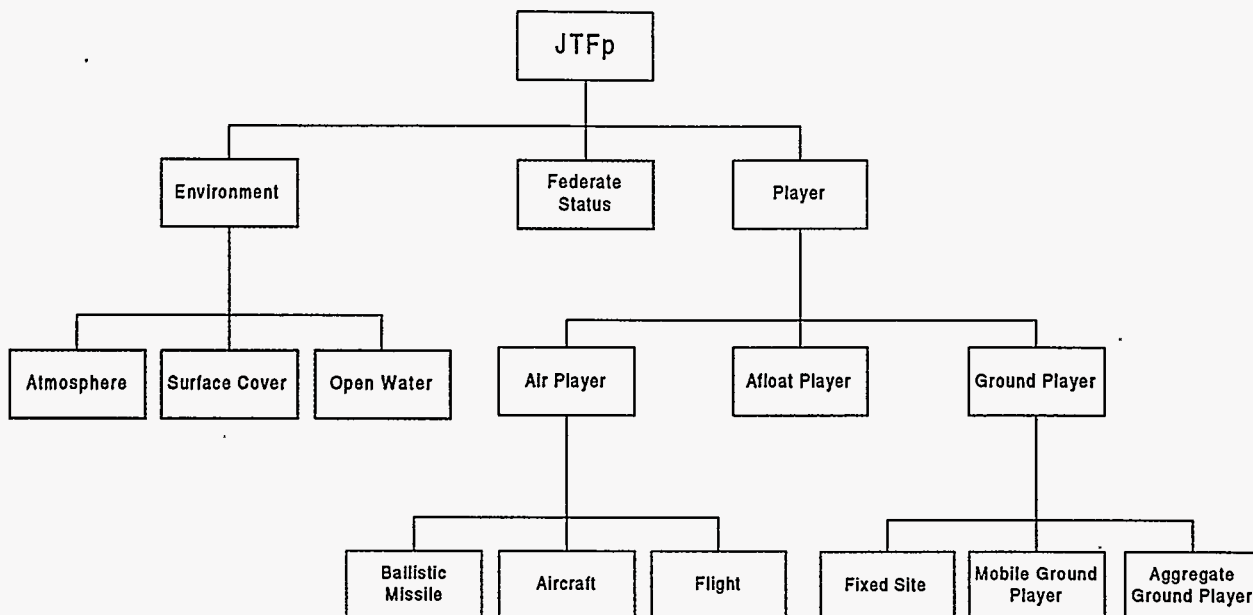 JTFp
Environment
Federate
Status
Player
Atmosphere
Surface Cover
Open Water
Air Player
Afloat Player
Ground Player
Ballistic
Missile
Aircraft
Flight
Fixed Site
Mobile Ground
Player
Aggregate
Ground Player